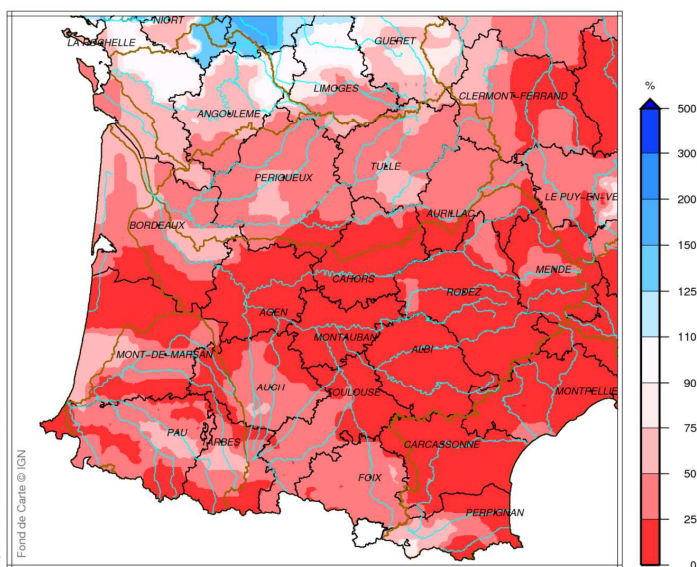 NIORT
LA ROCHELLE
GUERET
LIMOGES
CLERMONT-FERRAND
ANGOULEME
TULLE
PERIGUEUX
LE PUY-EN-VE
AURILLAC
BORDEAUX
MENDE
CAHORS
RODEZ
AGEN
MONTAUBAN
ALBI
MONT-DE-MARSAN
AUCH
TOULOUSE
MONTPELLIE
PAU
ARBES
CARCASSONNE
FOIX
PERPIGNAN
Fond de Carte © IGN
%
500
300
200
150
125
110
90
75
50
25
0